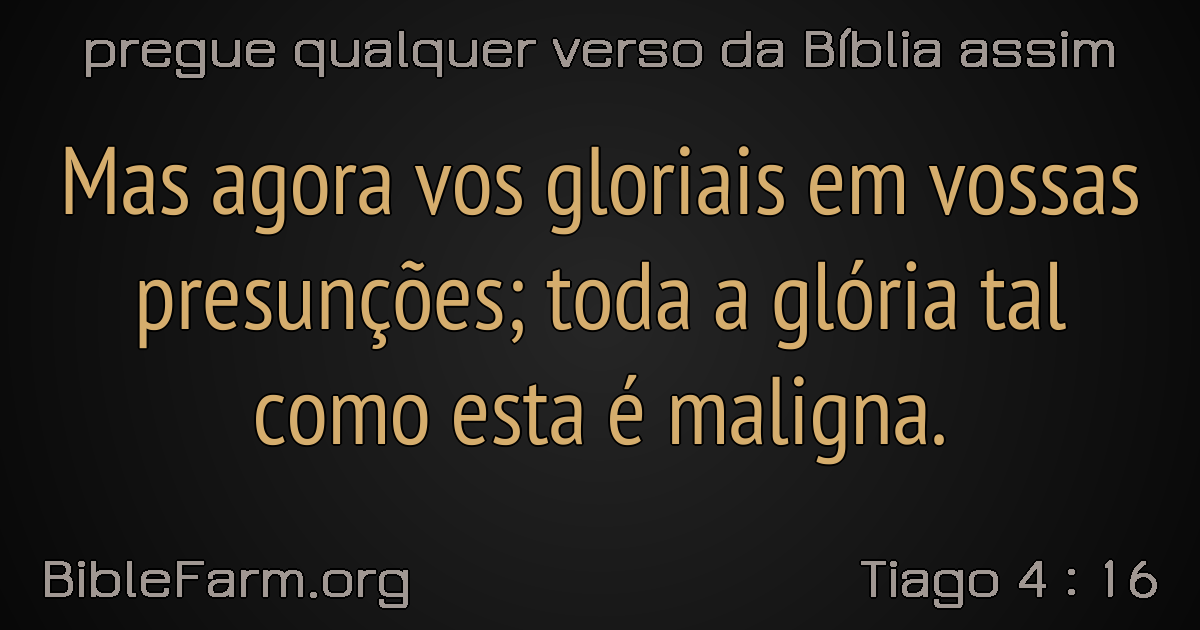 pregue qualquer verso da Bíblia assim
Mas agora vos gloriais em vossas
presunções; toda a glória tal
como esta é maligna.
BibleFarm.org
Tiago 4 : 16